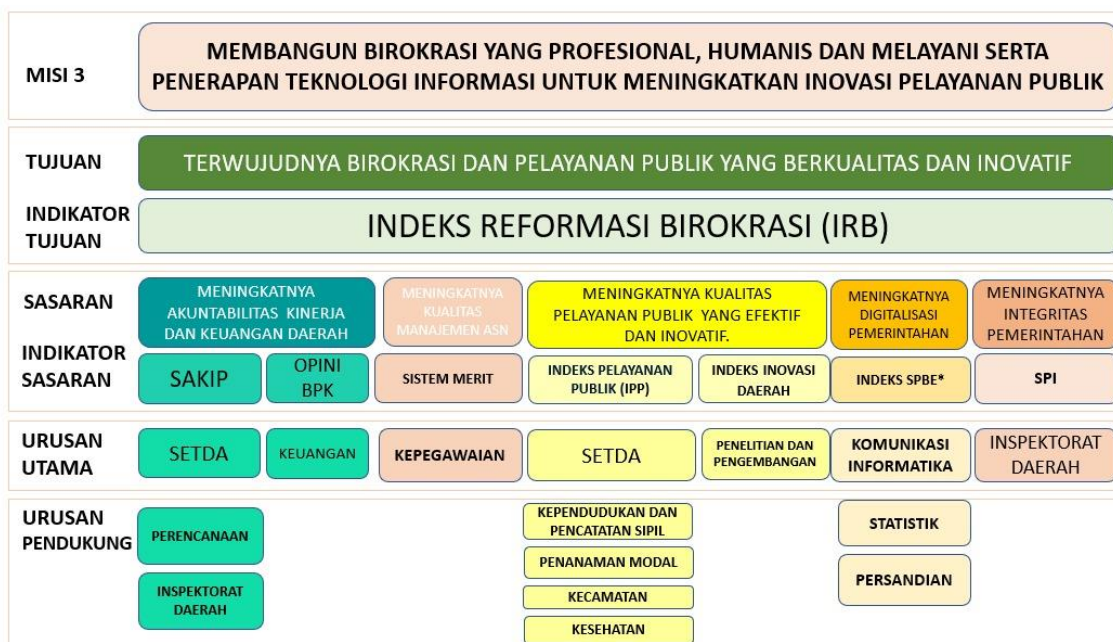 MISI 3
MEMBANGUN BIROKRASI YANG PROFESIONAL, HUMANIS DAN MELAYANI SERTA
PENERAPAN TEKNOLOGI INFORMASI UNTUK MENINGKATKAN INOVASI PELAYANAN PUBLIK
TUJUAN
TERWUJUDNYA BIROKRASI DAN PELAYANAN PUBLIK YANG BERKUALITAS DAN INOVATIF
INDIKATOR
TUJUAN
INDEKS REFORMASI BIROKRASI (IRB)
SASARAN
MENINGKATNYA
AKUNTABILITAS KINERJA
DAN KEUANGAN DAERAH
MENINGKATNYA
KUALITAS
MANAJEMEN ASN
MENINGKATNYA KUALITAS
PELAYANAN PUBLIK YANG EFEKTIF
DAN INOVATIF.
MENINGKATNYA
DIGITALISASI
PEMERINTAHAN
MENINGKATNYA
INTEGRITAS
PEMERINTAHAN
INDIKATOR
SASARAN
SAKIP
OPINI
BPK
SISTEM MERIT
INDEKS PELAYANAN
PUBLIK (IPP)
INDEKS INOVASI
DAERAH
INDEKS SPBE*
SPI
URUSAN
UTAMA
SETDA
KEUANGAN
KEPEGAWAIAN
SETDA
PENELITIAN DAN
PENGEMBANGAN
KOMUNIKASI
INFORMATIKA
INSPEKTORAT
DAERAH
URUSAN
PENDUKUNG
PERENCANAAN
INSPEKTORAT
DAERAH
KEPENDUDUKAN DAN
PENCATATAN SIPIL
PENANAMAN MODAL
KECAMATAN
KESEHATAN
STATISTIK
PERSANDIAN